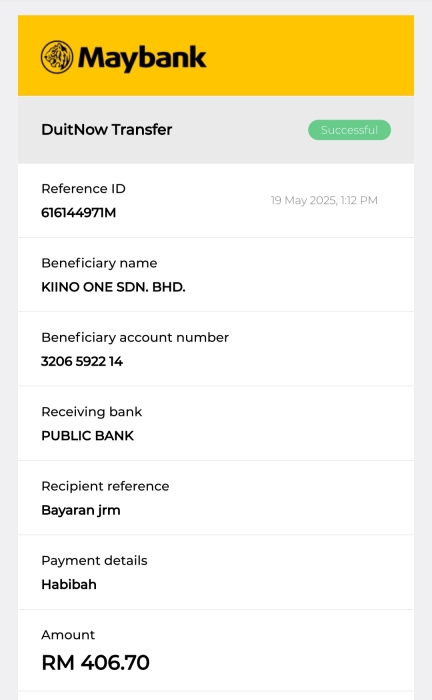 Maybank
DuitNow Transfer
Successful
Reference ID
19 May 2025, 1:12 PM
616144971M
Beneficiary name
KIINO ONE SDN. BHD.
Beneficiary account number
3206 5922 14
Receiving bank
PUBLIC BANK
Recipient reference
Bayaran jrm
Payment details
Habibah
Amount
RM 406.70